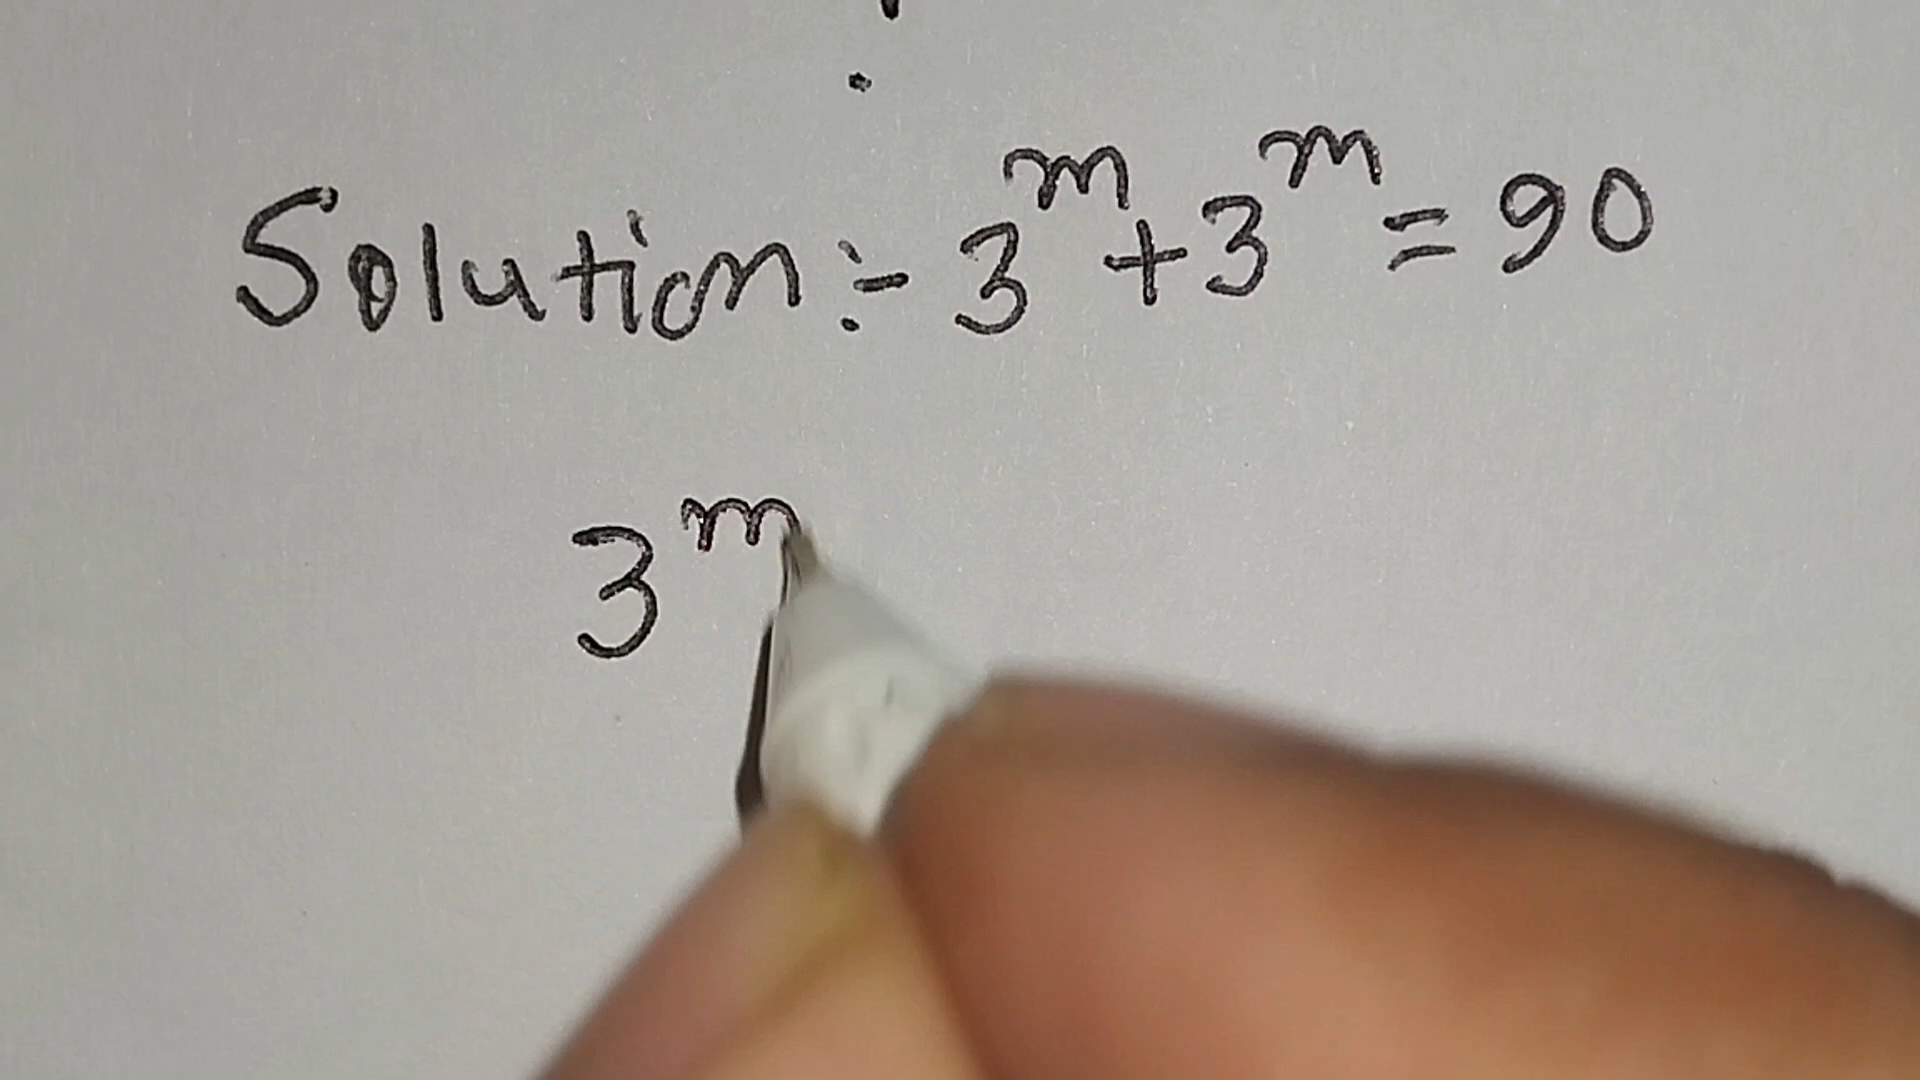 Solution:- 3^m + 3^m = 90
3^m